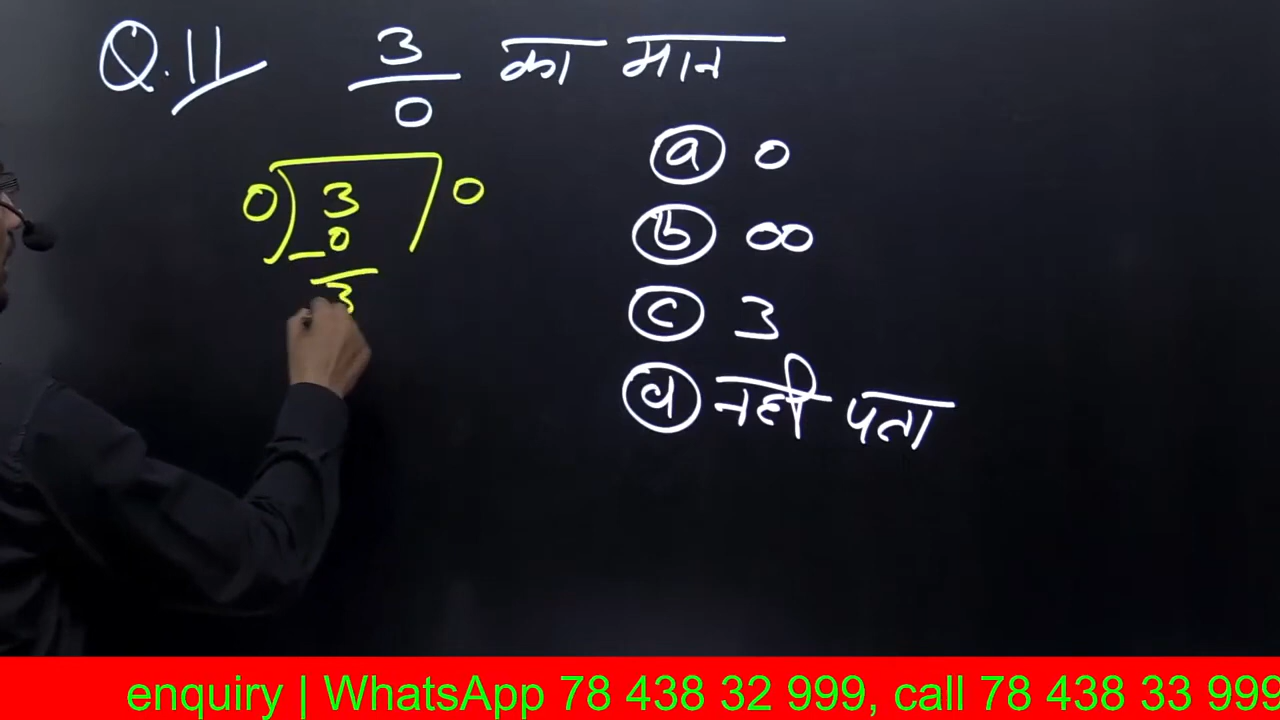 Q.11 3/0 का मान
0) 3 ( 0
- 0
3
(a) 0
(b) ∞
(c) 3
(d) नही पता
enquiry | WhatsApp 78 438 32 999, call 78 438 33 999